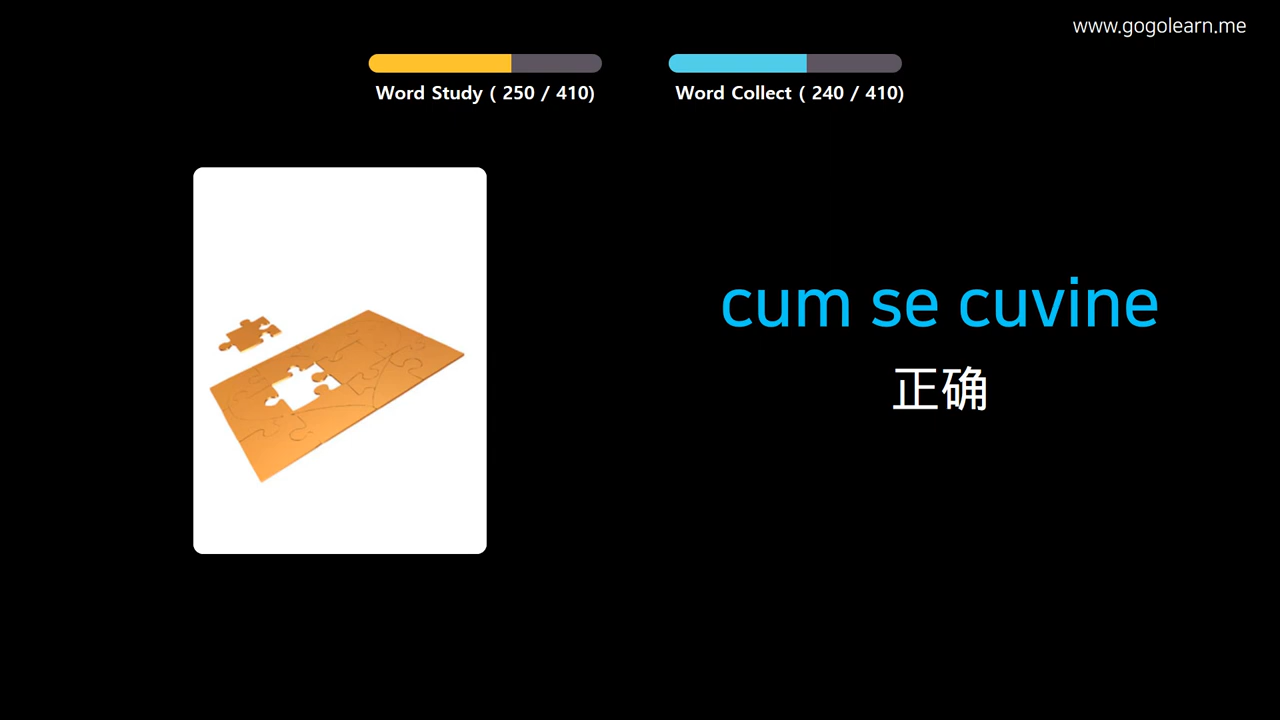 www.gogolearn.me
Word Study ( 250 / 410)
Word Collect ( 240 / 410)
cum se cuvine
正确